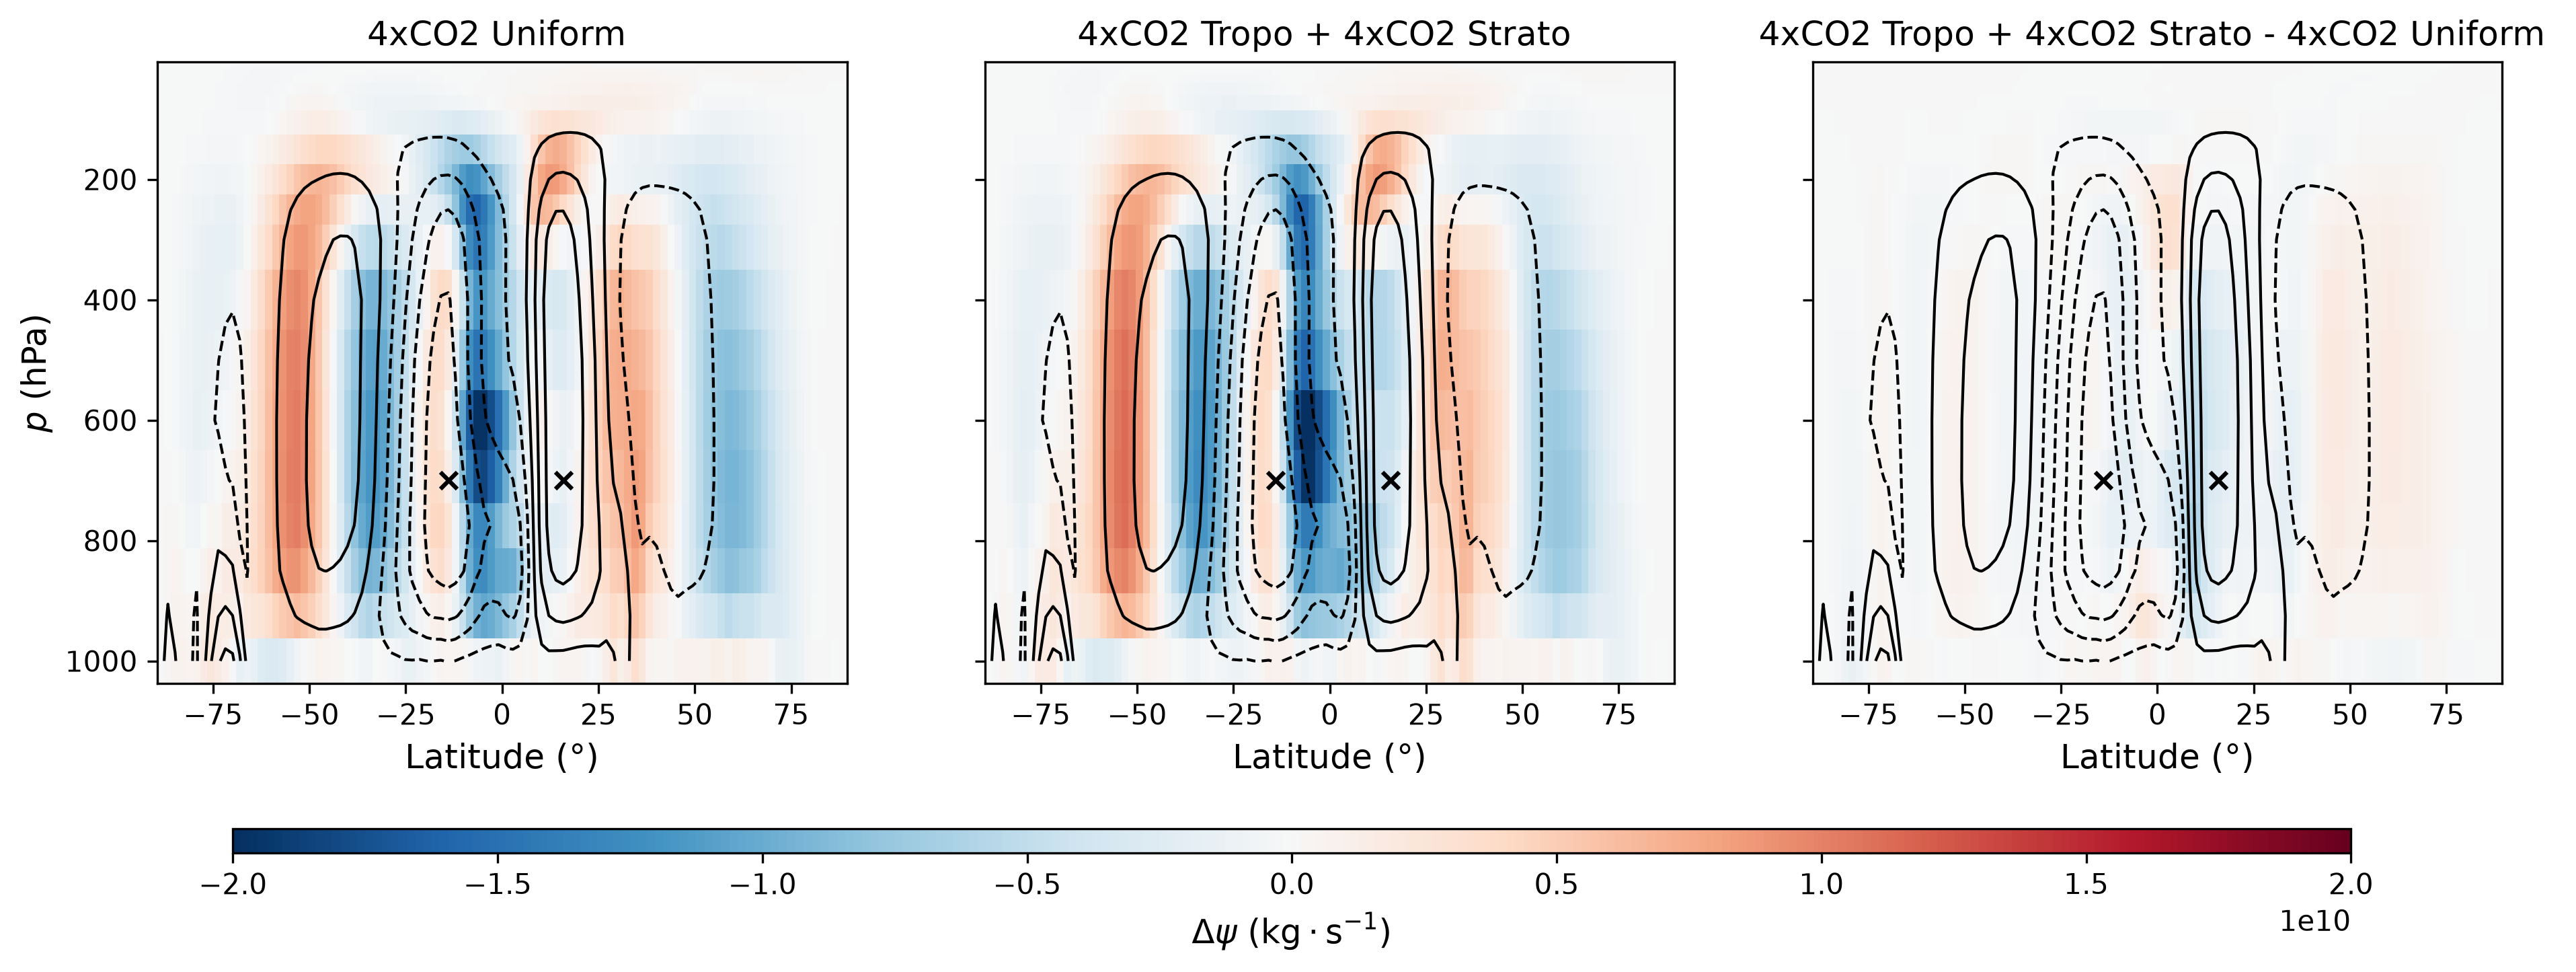 4xCO2 Uniform
4xCO2 Tropo + 4xCO2 Strato
4xCO2 Tropo + 4xCO2 Strato - 4xCO2 Uniform
p (hPa)
200
400
600
800
1000
−75 −50 −25 0 25 50 75
−75 −50 −25 0 25 50 75
−75 −50 −25 0 25 50 75
Latitude (°)
Latitude (°)
Latitude (°)
−2.0 −1.5 −1.0 −0.5 0.0 0.5 1.0 1.5 2.0
1e10
Δψ (kg · s⁻¹)